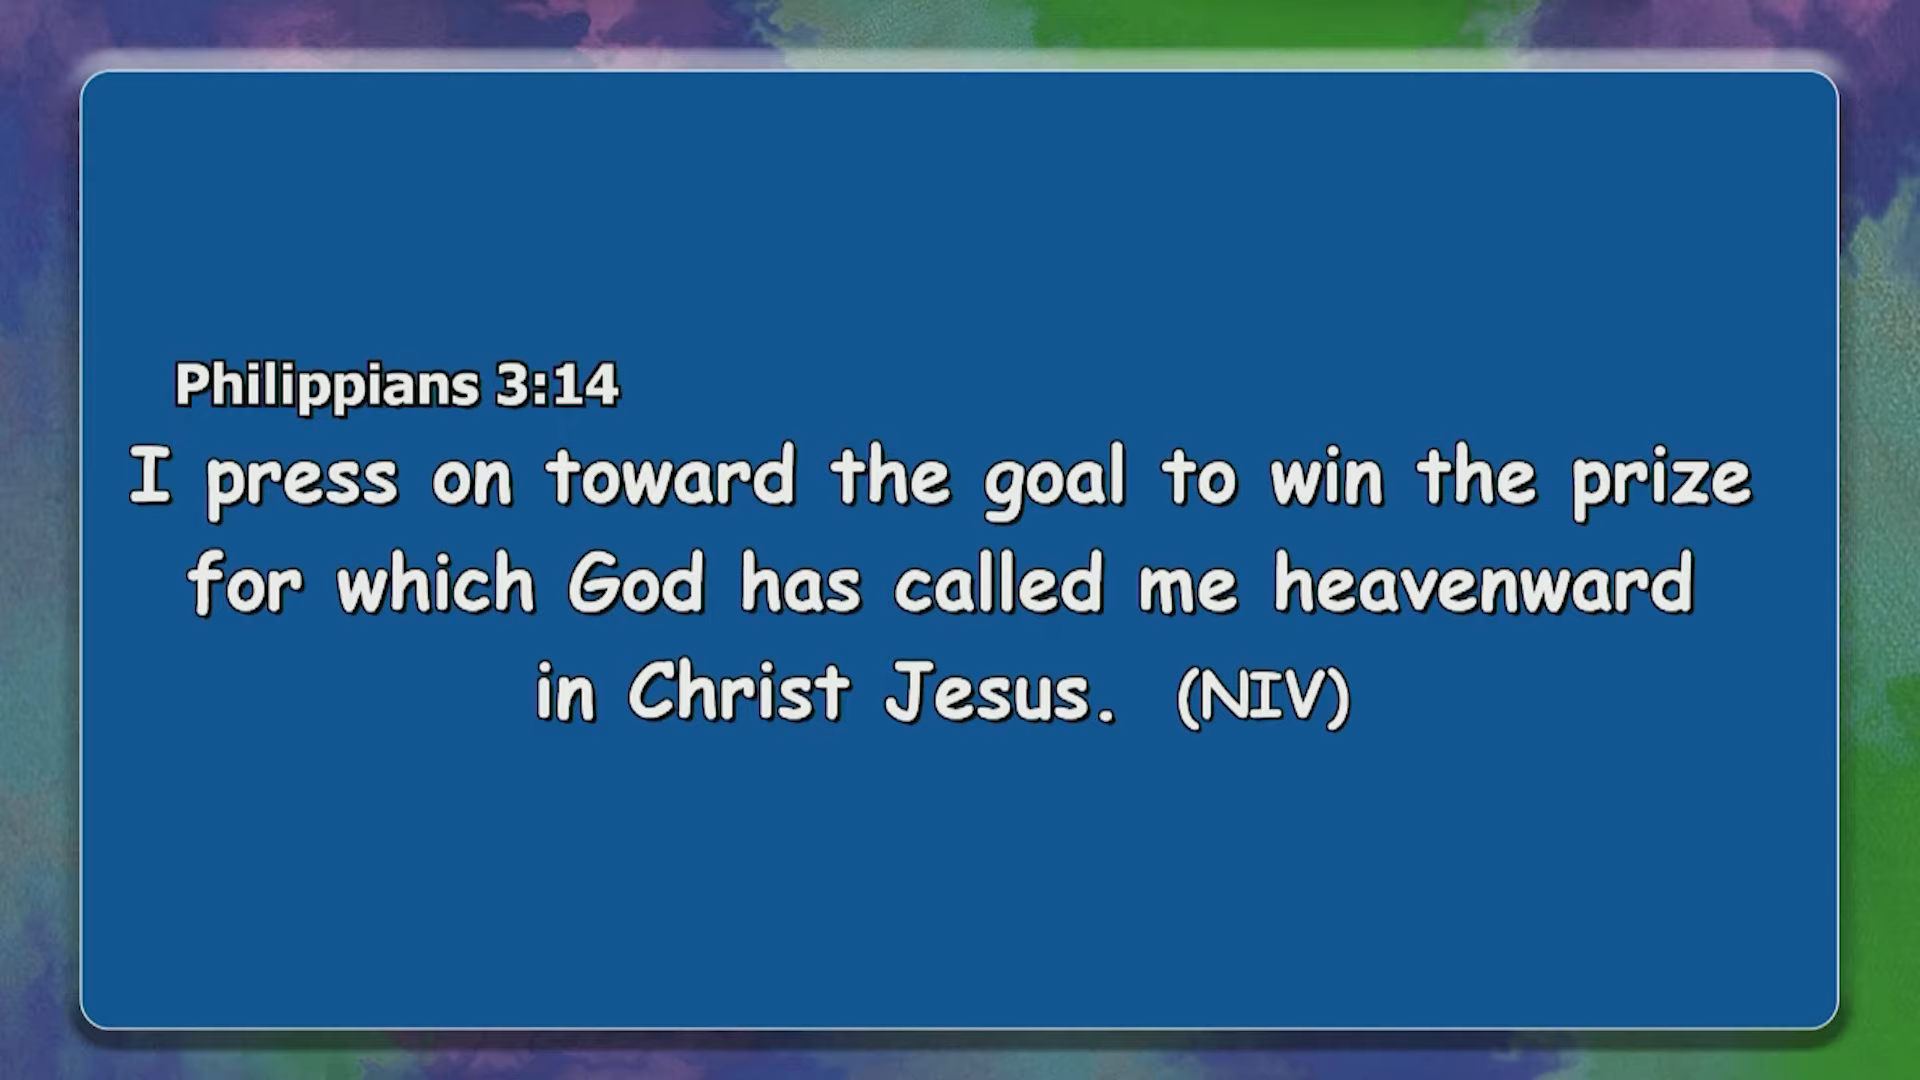 Philippians 3:14
I press on toward the goal to win the prize
for which God has called me heavenward
in Christ Jesus. (NIV)